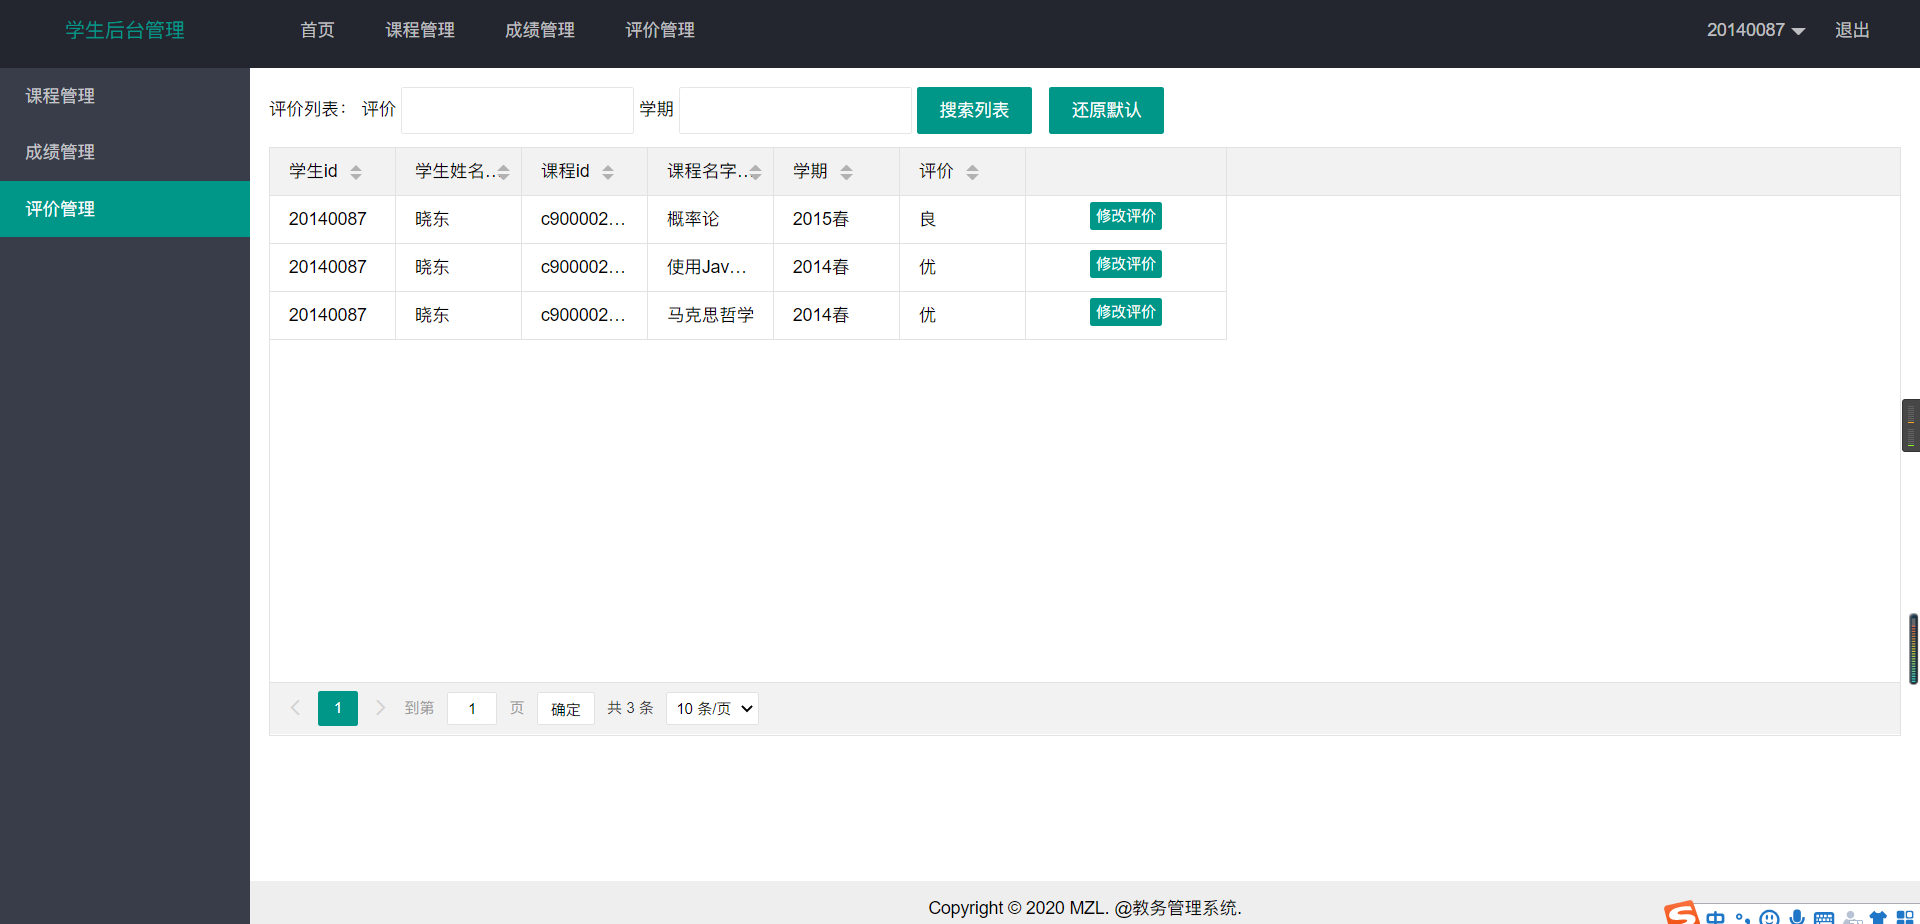 学生后台管理 首页 课程管理 成绩管理 评价管理 20140087 退出
课程管理
成绩管理
评价管理
评价列表： 评价 学期 搜索列表 还原默认
学生id 学生姓名.. 课程id 课程名字.. 学期 评价
20140087 晓东 c900002... 概率论 2015春 良 修改评价
20140087 晓东 c900002... 使用Jav... 2014春 优 修改评价
20140087 晓东 c900002... 马克思哲学 2014春 优 修改评价
1 到第 1 页 确定 共 3 条 10 条/页
Copyright © 2020 MZL. @教务管理系统.
S 中